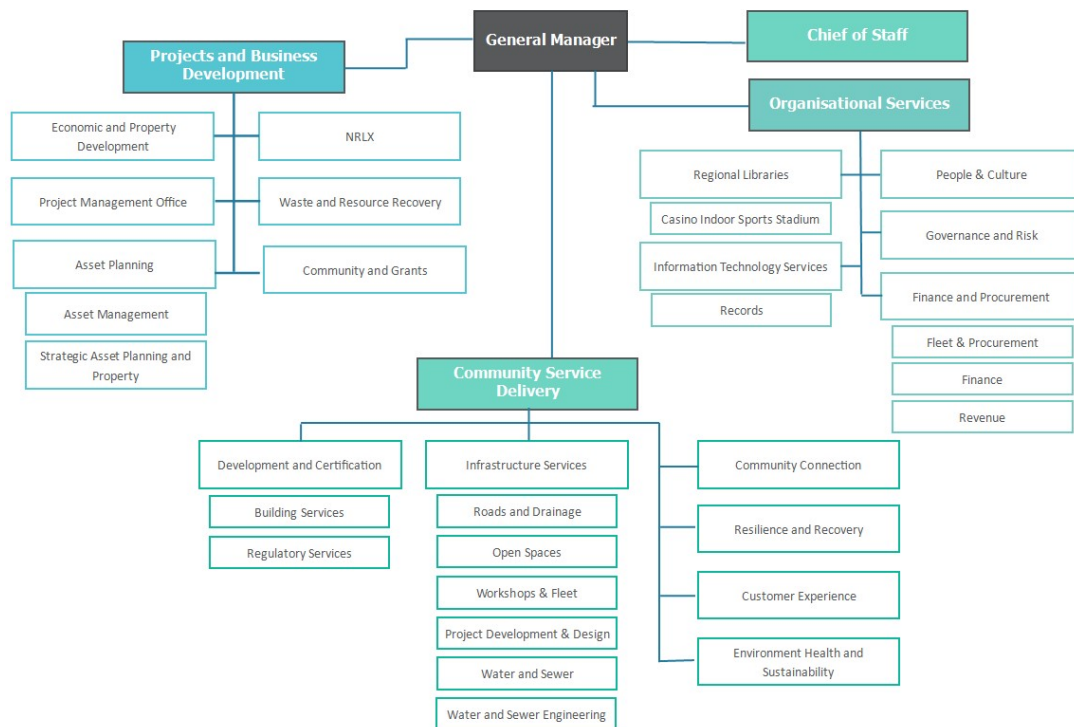 General Manager
Chief of Staff
Projects and Business
Development
Organisational Services
Economic and Property
Development
NRLX
Project Management Office
Waste and Resource Recovery
Asset Planning
Community and Grants
Asset Management
Strategic Asset Planning and
Property
Regional Libraries
People & Culture
Casino Indoor Sports Stadium
Governance and Risk
Information Technology Services
Finance and Procurement
Records
Fleet & Procurement
Finance
Revenue
Community Service
Delivery
Development and Certification
Infrastructure Services
Community Connection
Building Services
Roads and Drainage
Resilience and Recovery
Regulatory Services
Open Spaces
Workshops & Fleet
Customer Experience
Project Development & Design
Environment Health and
Sustainability
Water and Sewer
Water and Sewer Engineering